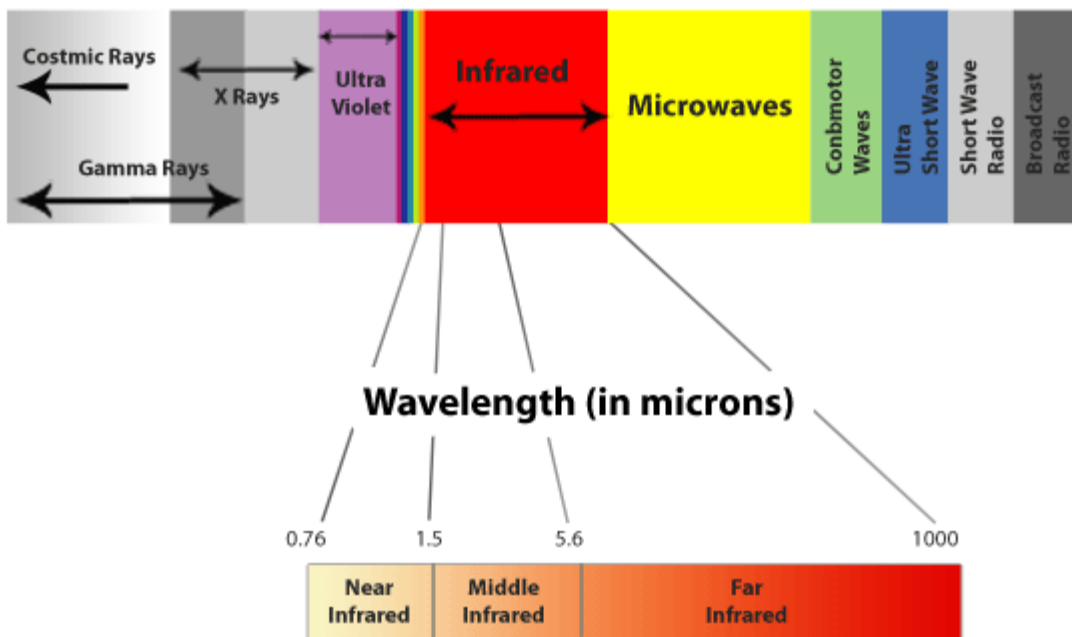 Costmic Rays
X Rays
Gamma Rays
Ultra
Violet
Infrared
Microwaves
Conbmotor
Waves
Ultra
Short Wave
Short Wave
Radio
Broadcast
Radio
Wavelength (in microns)
0.76
1.5
5.6
1000
Near
Infrared
Middle
Infrared
Far
Infrared